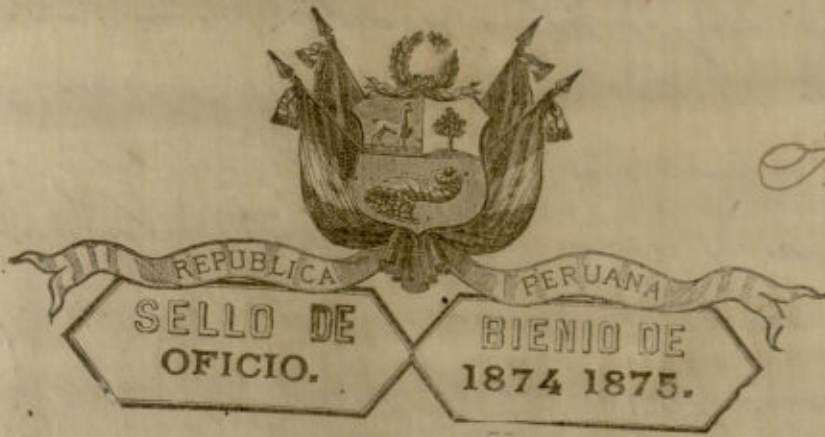 REPUBLICA PERUANA
SELLO DE OFICIO.
BIENIO DE 1874 1875.